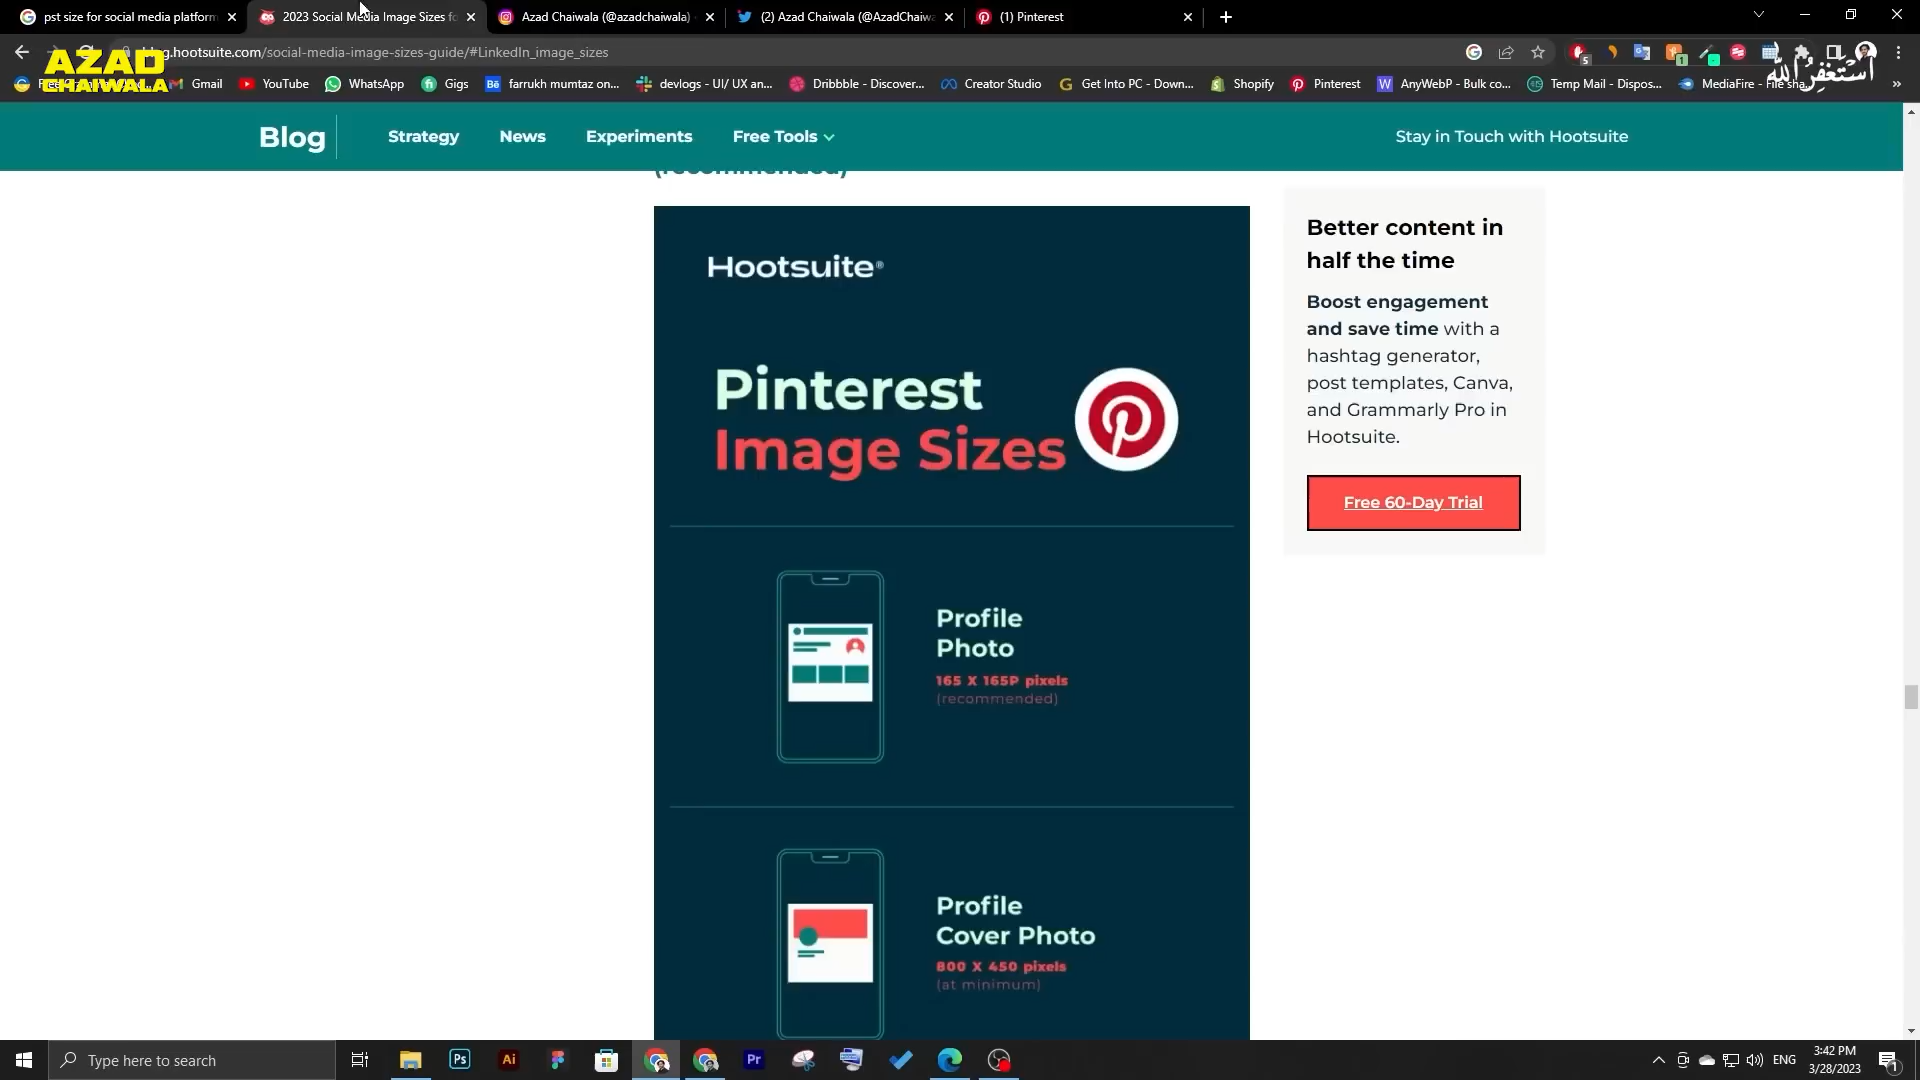 pst size for social media platform
2023 Social Media Image Sizes fo
Azad Chaiwala (@azadchaiwala)
(2) Azad Chaiwala (@AzadChaiwa
(1) Pinterest
.hootsuite.com/social-media-image-sizes-guide/#LinkedIn_image_sizes
AZAD
CHAIWALA
أستغفر الله
Gmail
YouTube
WhatsApp
Gigs
farrukh mumtaz on...
devlogs - UI/ UX an...
Dribbble - Discover...
Creator Studio
Get Into PC - Down...
Shopify
Pinterest
AnyWebP - Bulk co...
Temp Mail - Dispos...
MediaFire - File sha...
Blog
Strategy
News
Experiments
Free Tools
Stay in Touch with Hootsuite
(recommended)
Hootsuite®
Pinterest
Image Sizes
Profile
Photo
165 X 165P pixels
(recommended)
Profile
Cover Photo
800 X 450 pixels
(at minimum)
Better content in
half the time
Boost engagement
and save time with a
hashtag generator,
post templates, Canva,
and Grammarly Pro in
Hootsuite.
Free 60-Day Trial
Type here to search
ENG
3:42 PM
3/28/2023